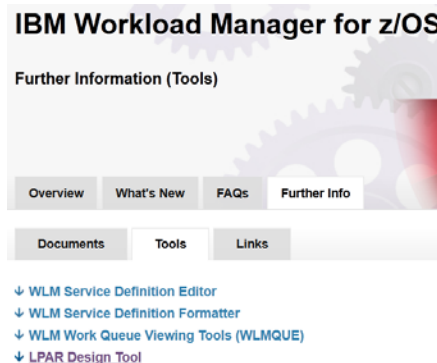 IBM Workload Manager for z/OS
Further Information (Tools)
Overview What's New FAQs Further Info
Documents Tools Links
WLM Service Definition Editor
WLM Service Definition Formatter
WLM Work Queue Viewing Tools (WLMQUE)
LPAR Design Tool